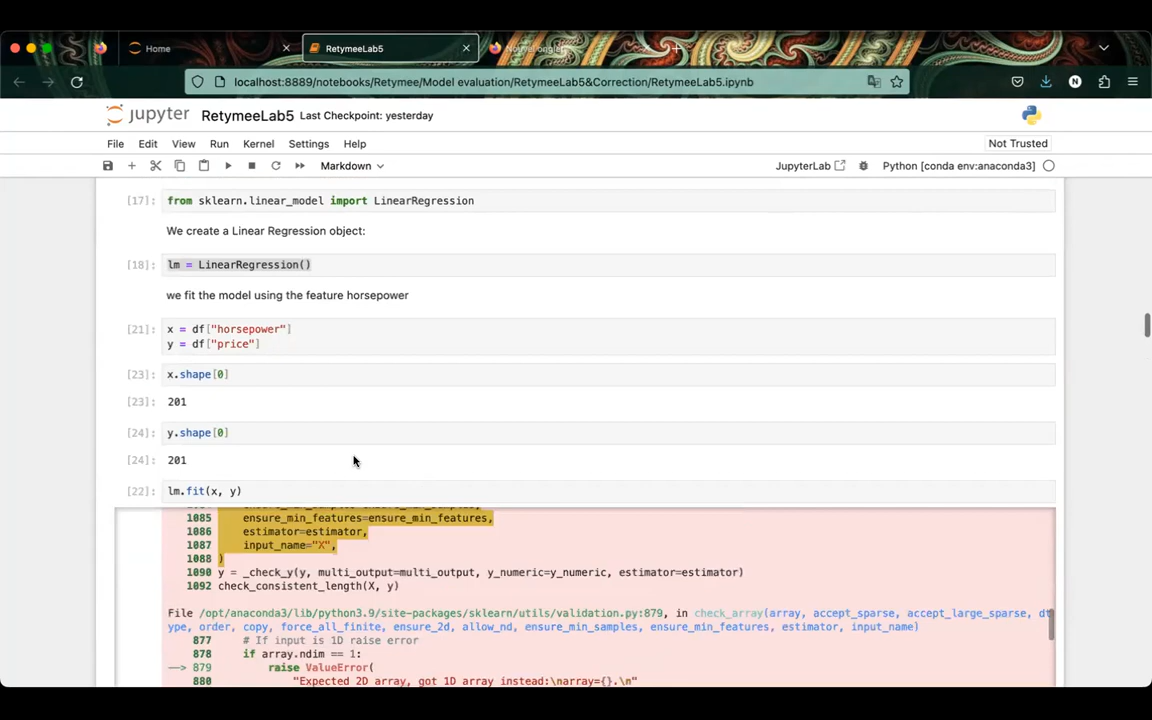 Home
RetymeeLab5
localhost:8889/notebooks/Retymee/Model evaluation/RetymeeLab5&Correction/RetymeeLab5.ipynb
N
jupyter RetymeeLab5 Last Checkpoint: yesterday
File Edit View Run Kernel Settings Help Not Trusted
Markdown JupyterLab Python [conda env:anaconda3]
[17]: from sklearn.linear_model import LinearRegression
We create a Linear Regression object:
[18]: lm = LinearRegression()
we fit the model using the feature horsepower
[21]: x = df["horsepower"]
y = df["price"]
[23]: x.shape[0]
[23]: 201
[24]: y.shape[0]
[24]: 201
[22]: lm.fit(x, y)
1085 ensure_min_features=ensure_min_features,
1086 estimator=estimator,
1087 input_name="X",
1088 )
1090 y = _check_y(y, multi_output=multi_output, y_numeric=y_numeric, estimator=estimator)
1092 check_consistent_length(X, y)
File /opt/anaconda3/lib/python3.9/site-packages/sklearn/utils/validation.py:879, in check_array(array, accept_sparse, accept_large_sparse, dt
ype, order, copy, force_all_finite, ensure_2d, allow_nd, ensure_min_samples, ensure_min_features, estimator, input_name)
877 # If input is 1D raise error
878 if array.ndim == 1:
--> 879 raise ValueError(
880 "Expected 2D array, got 1D array instead:\narray={}.\n"